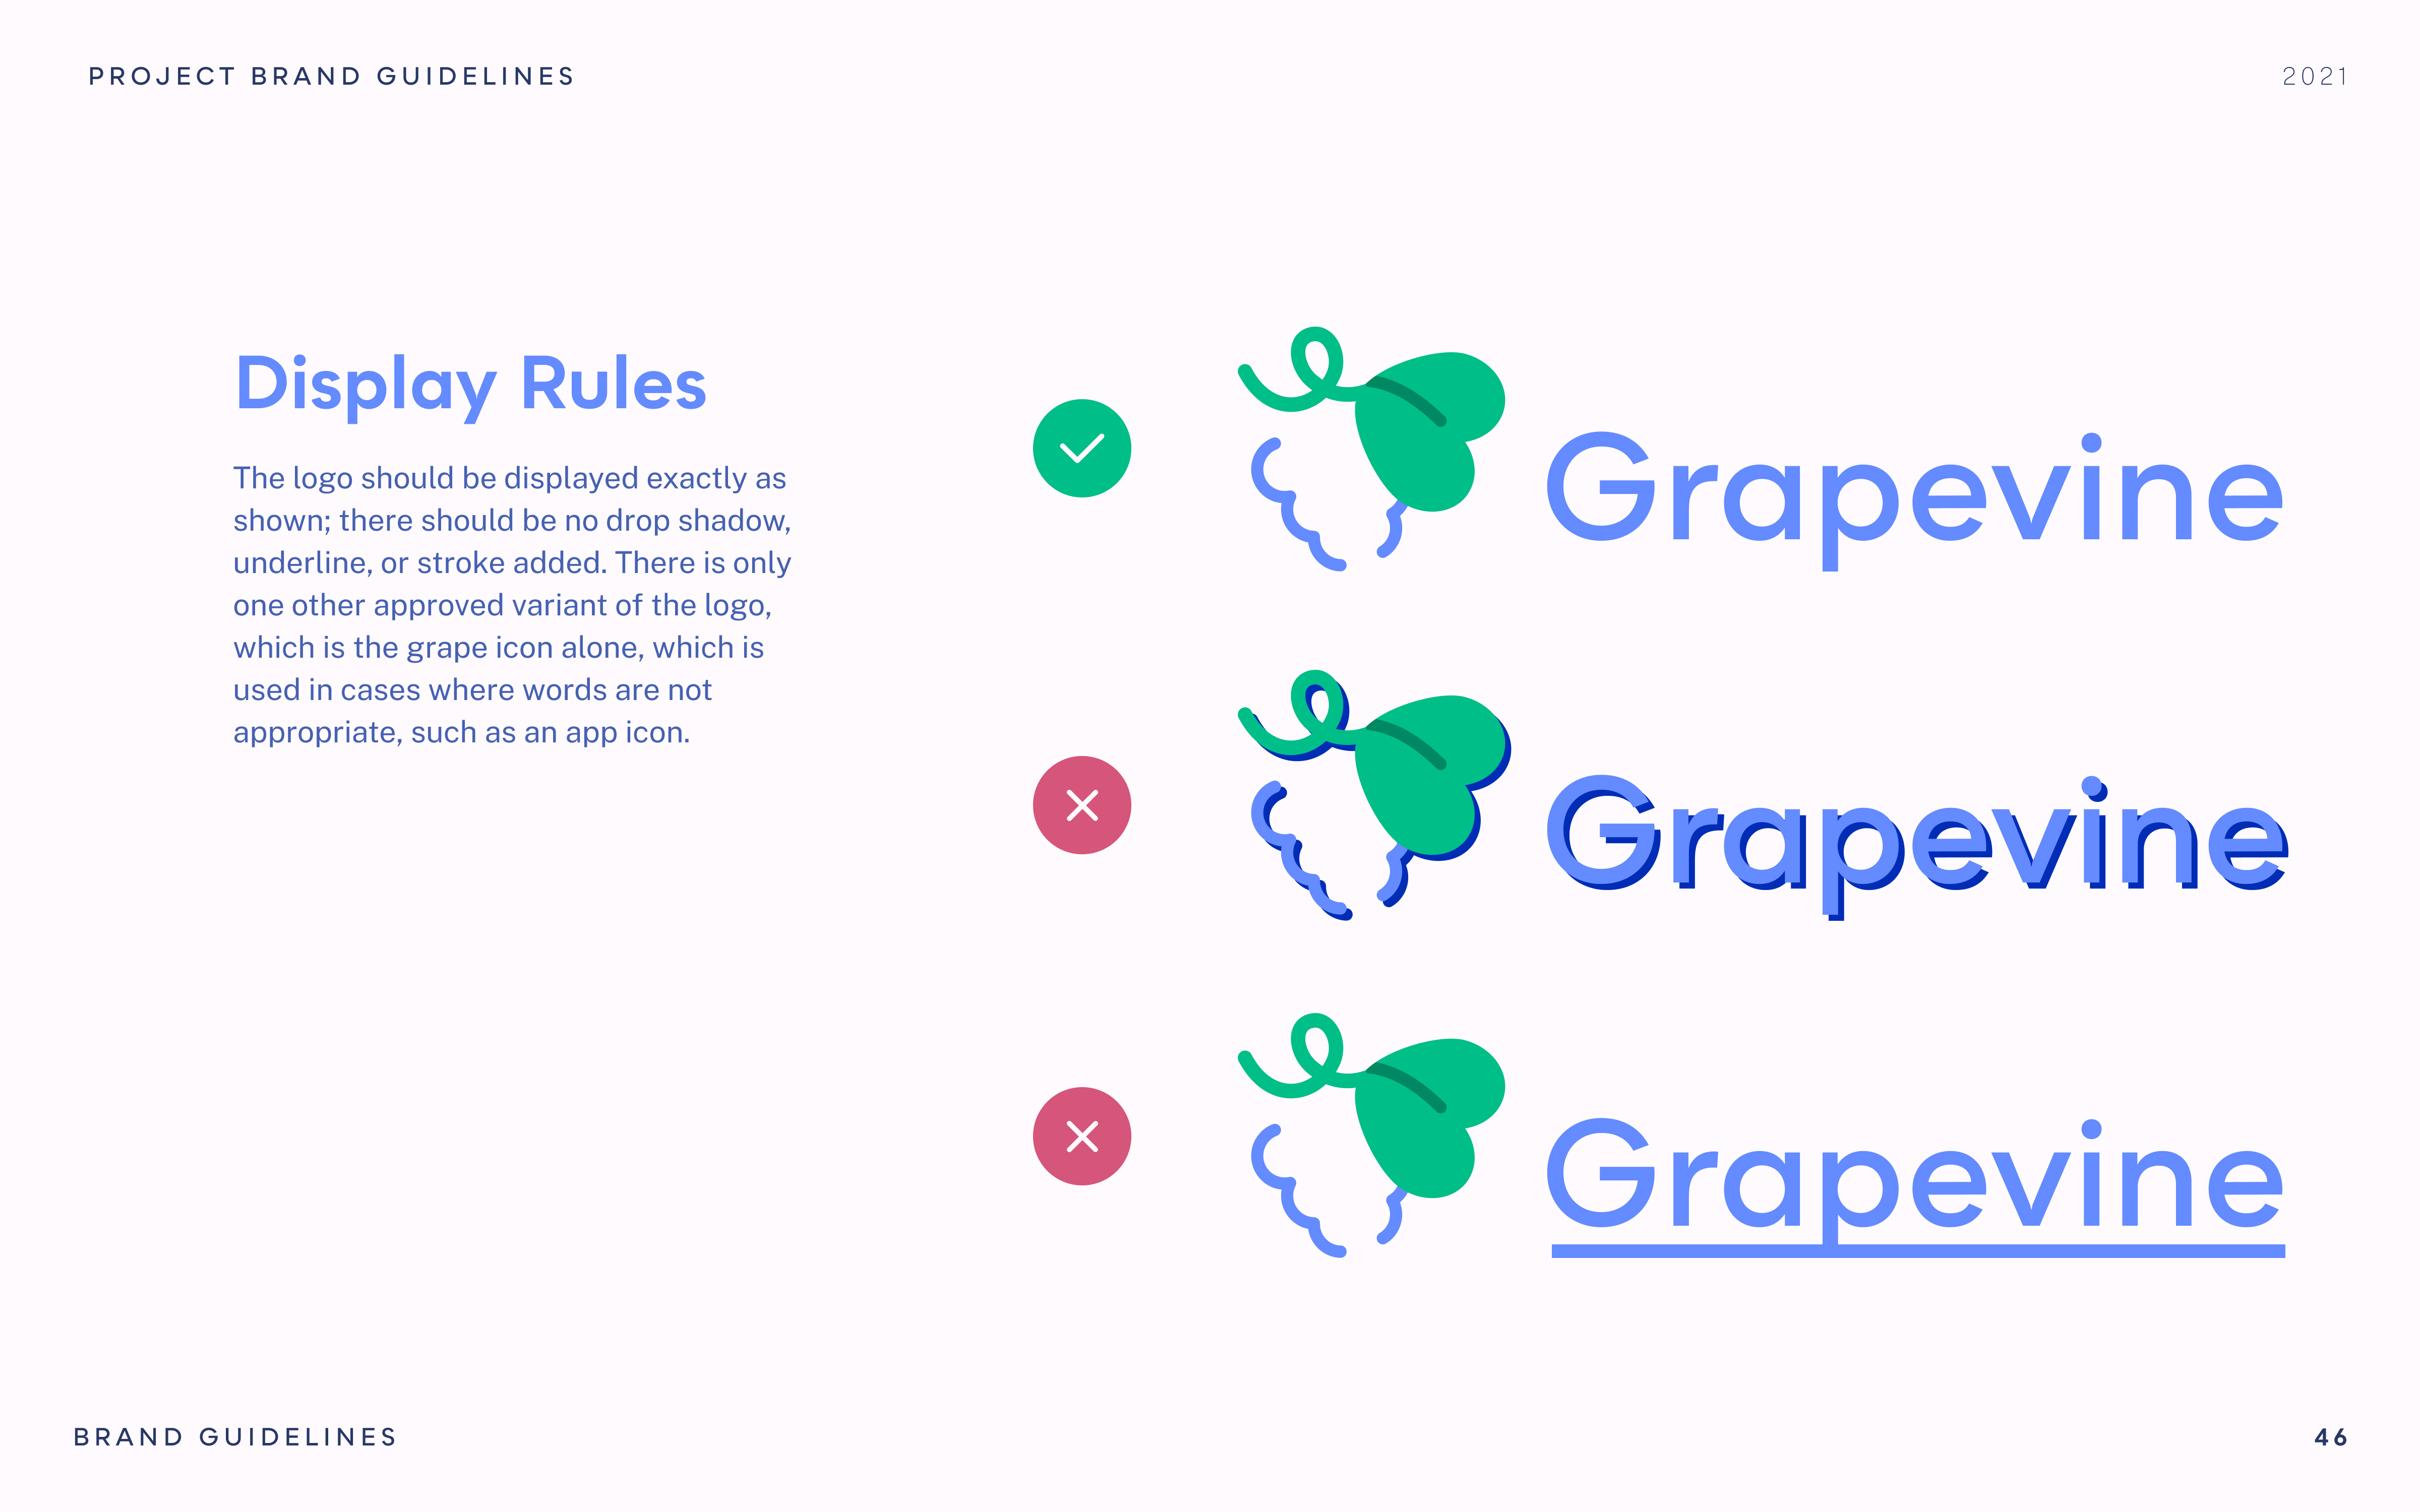 PROJECT BRAND GUIDELINES
2021
Display Rules
The logo should be displayed exactly as
shown; there should be no drop shadow,
underline, or stroke added. There is only
one other approved variant of the logo,
which is the grape icon alone, which is
used in cases where words are not
appropriate, such as an app icon.
Grapevine
Grapevine
Grapevine
BRAND GUIDELINES
46